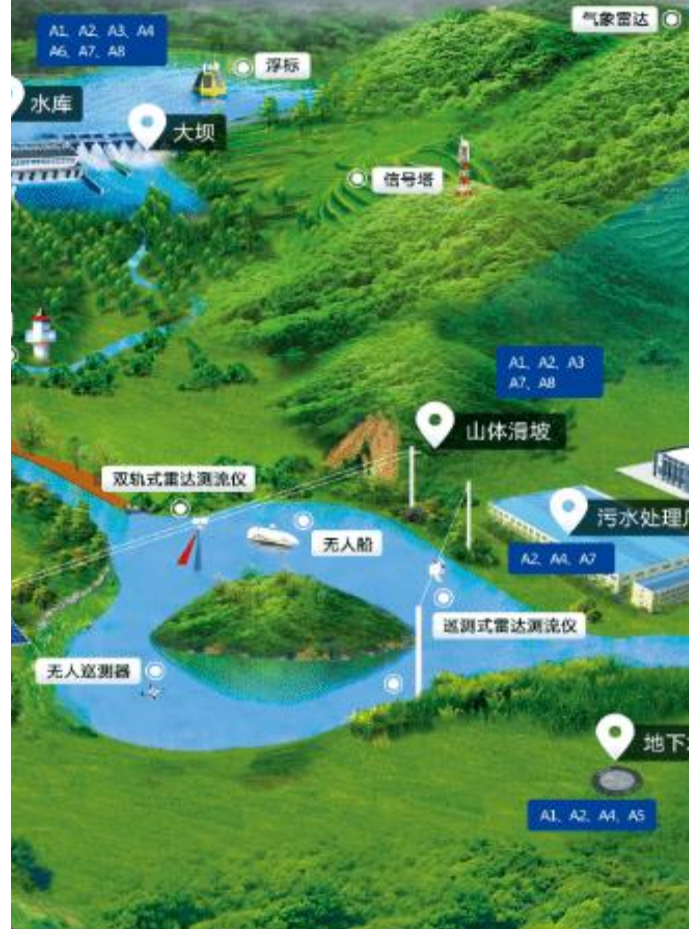 A1、A2、A3、A4
A6、A7、A8
气象雷达
浮标
水库
大坝
信号塔
A1、A2、A3
A7、A8
山体滑坡
双轨式雷达测流仪
污水处理厂
无人船
A2、A4、A7
巡测式雷达测流仪
无人巡测器
地下
A1、A2、A4、A5